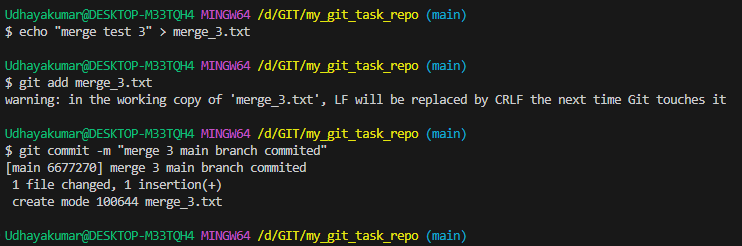 Udhayakumar@DESKTOP-M33TQH4 MINGW64 /d/GIT/my_git_task_repo (main)
$ echo "merge test 3" > merge_3.txt
Udhayakumar@DESKTOP-M33TQH4 MINGW64 /d/GIT/my_git_task_repo (main)
$ git add merge_3.txt
warning: in the working copy of 'merge_3.txt', LF will be replaced by CRLF the next time Git touches it
Udhayakumar@DESKTOP-M33TQH4 MINGW64 /d/GIT/my_git_task_repo (main)
$ git commit -m "merge 3 main branch commited"
[main 6677270] merge 3 main branch commited
1 file changed, 1 insertion(+)
create mode 100644 merge_3.txt
Udhayakumar@DESKTOP-M33TQH4 MINGW64 /d/GIT/my_git_task_repo (main)